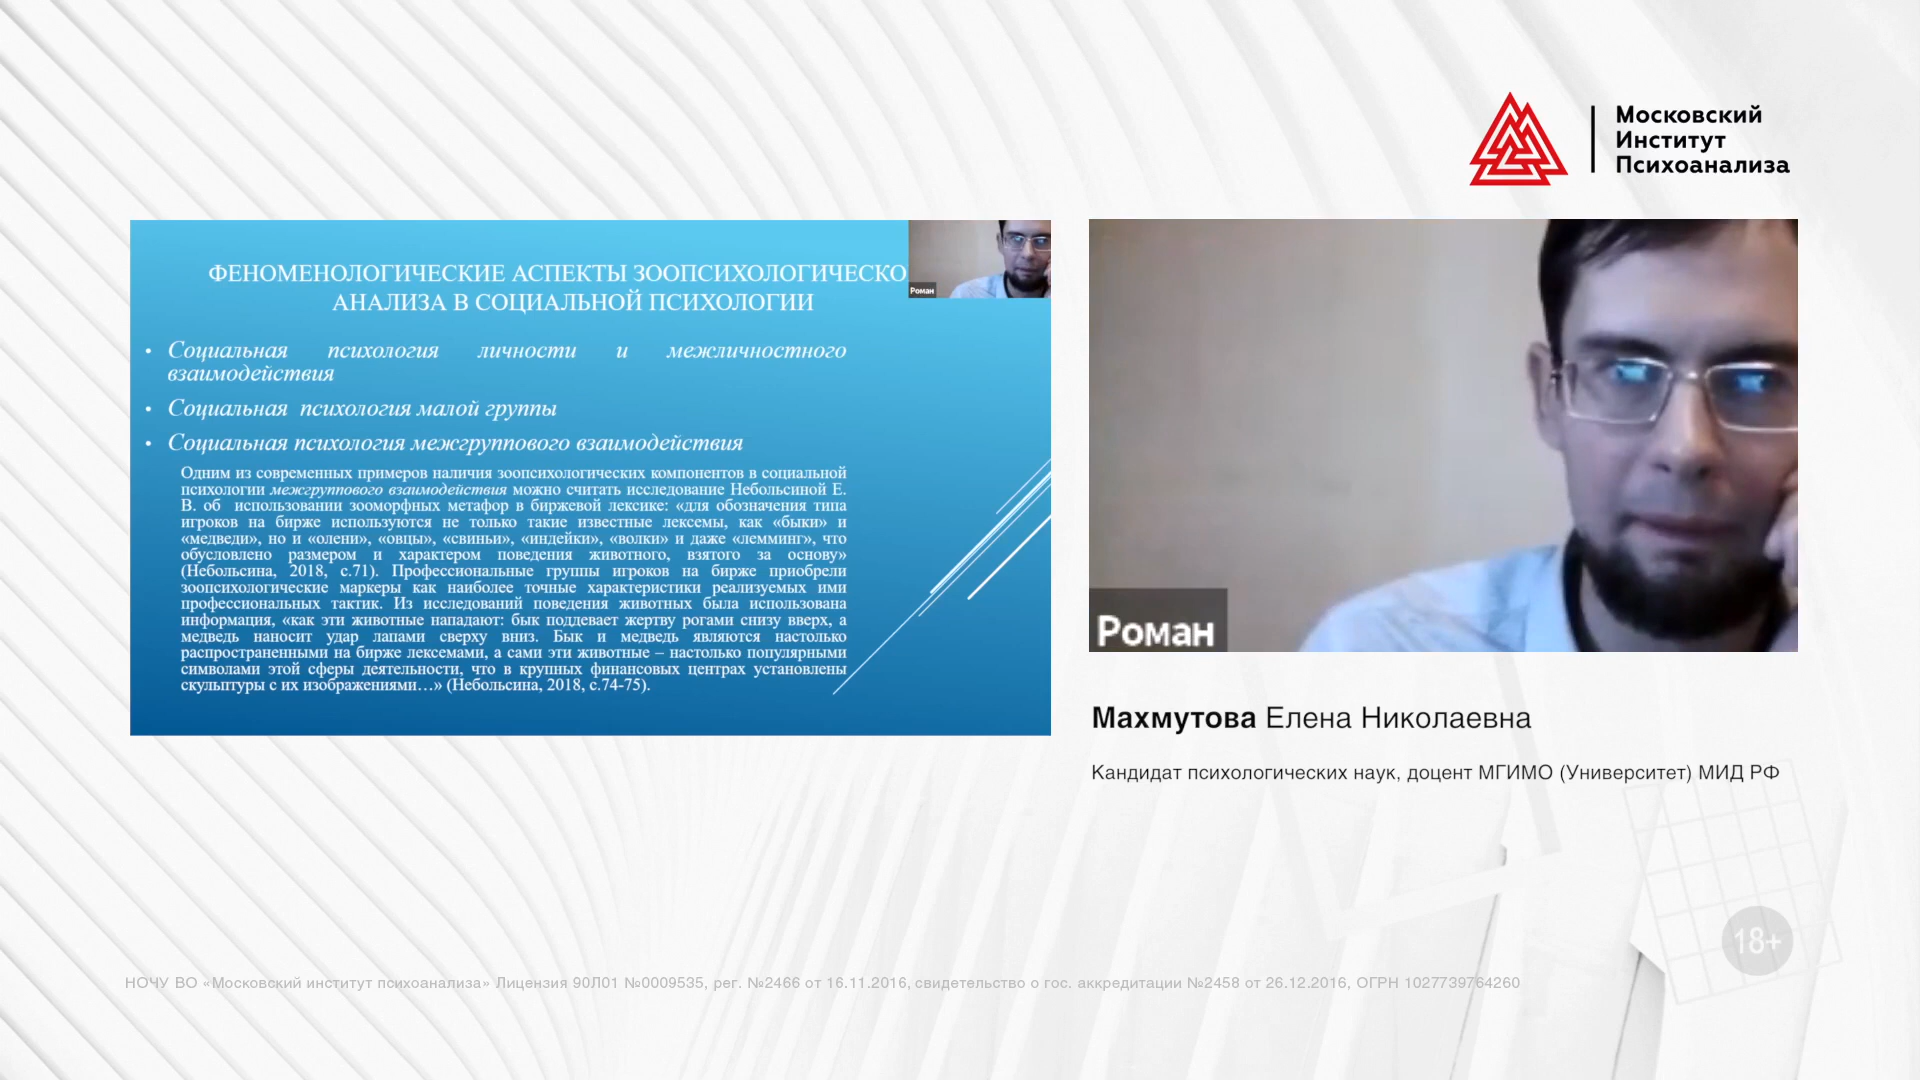 Московский
Институт
Психоанализа
ФЕНОМЕНОЛОГИЧЕСКИЕ АСПЕКТЫ ЗООПСИХОЛОГИЧЕСКО
АНАЛИЗА В СОЦИАЛЬНОЙ ПСИХОЛОГИИ
Роман
• Социальная психология личности и межличностного
взаимодействия
• Социальная психология малой группы
• Социальная психология межгруппового взаимодействия
Одним из современных примеров наличия зоопсихологических компонентов в социальной
психологии межгруппового взаимодействия можно считать исследование Небольсиной Е.
В. об использовании зооморфных метафор в биржевой лексике: «для обозначения типа
игроков на бирже используются не только такие известные лексемы, как «быки» и
«медведи», но и «олени», «овцы», «свиньи», «индейки», «волки» и даже «лемминг», что
обусловлено размером и характером поведения животного, взятого за основу»
(Небольсина, 2018, с.71). Профессиональные группы игроков на бирже приобрели
зоопсихологические маркеры как наиболее точные характеристики реализуемых ими
профессиональных тактик. Из исследований поведения животных была использована
информация, «как эти животные нападают: бык поддевает жертву рогами снизу вверх, а
медведь наносит удар лапами сверху вниз. Бык и медведь являются настолько
распространенными на бирже лексемами, а сами эти животные – настолько популярными
символами этой сферы деятельности, что в крупных финансовых центрах установлены
скульптуры с их изображениями…» (Небольсина, 2018, с.74-75).
Роман
Махмутова Елена Николаевна
Кандидат психологических наук, доцент МГИМО (Университет) МИД РФ
18+
НОЧУ ВО «Московский институт психоанализа» Лицензия 90Л01 №0009535, рег. №2466 от 16.11.2016, свидетельство о гос. аккредитации №2458 от 26.12.2016, ОГРН 1027739764260